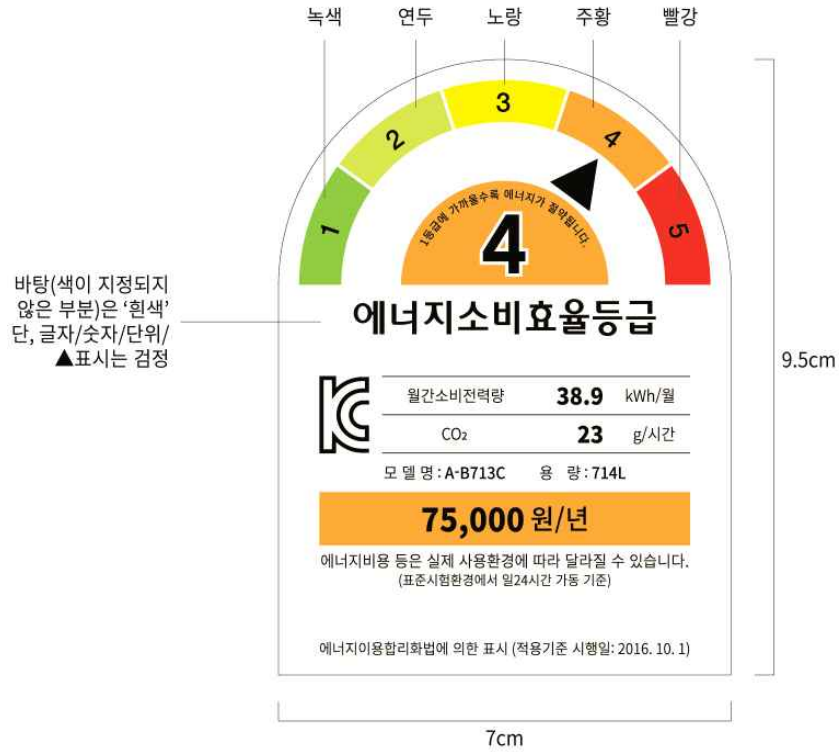 녹색 연두 노랑 주황 빨강
1 2 3 4 5
1등급에 가까울수록 에너지가 절약됩니다.
4
에너지소비효율등급
바탕(색이 지정되지
않은 부분)은 ‘흰색’
단, 글자/숫자/단위/
▲표시는 검정
월간소비전력량 38.9 kWh/월
CO₂ 23 g/시간
모 델 명 : A-B713C 용 량 : 714L
75,000 원/년
에너지비용 등은 실제 사용환경에 따라 달라질 수 있습니다.
(표준시험환경에서 일24시간 가동 기준)
에너지이용합리화법에 의한 표시 (적용기준 시행일: 2016. 10. 1)
9.5cm
7cm